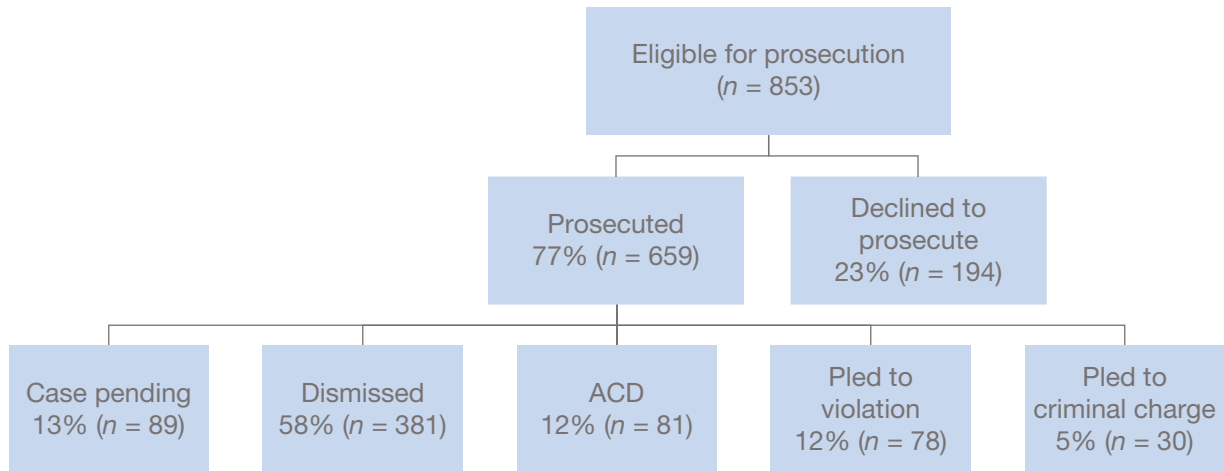 Eligible for prosecution
(n = 853)
Prosecuted
77% (n = 659)
Declined to
prosecute
23% (n = 194)
Case pending
13% (n = 89)
Dismissed
58% (n = 381)
ACD
12% (n = 81)
Pled to
violation
12% (n = 78)
Pled to
criminal charge
5% (n = 30)